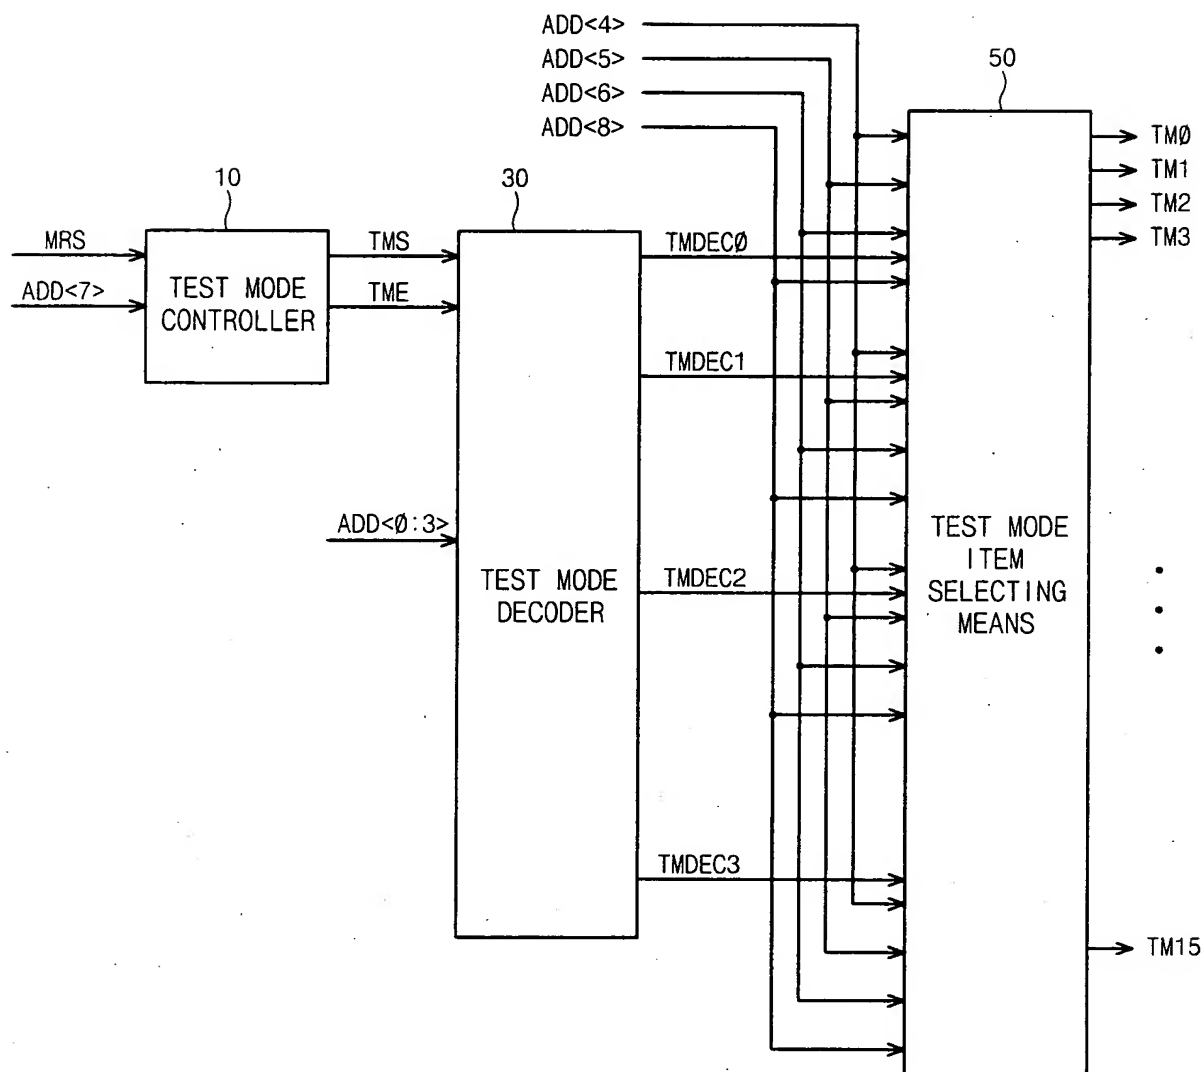 ADD<4>
ADD<5>
ADD<6>
ADD<8>
50
TMØ
TM1
TM2
TM3
10
30
MRS
ADD<7>
TEST MODE
CONTROLLER
TMS
TME
TMDECØ
TMDEC1
ADD<Ø:3>
TEST MODE
DECODER
TMDEC2
TEST MODE
ITEM
SELECTING
MEANS
TMDEC3
TM15